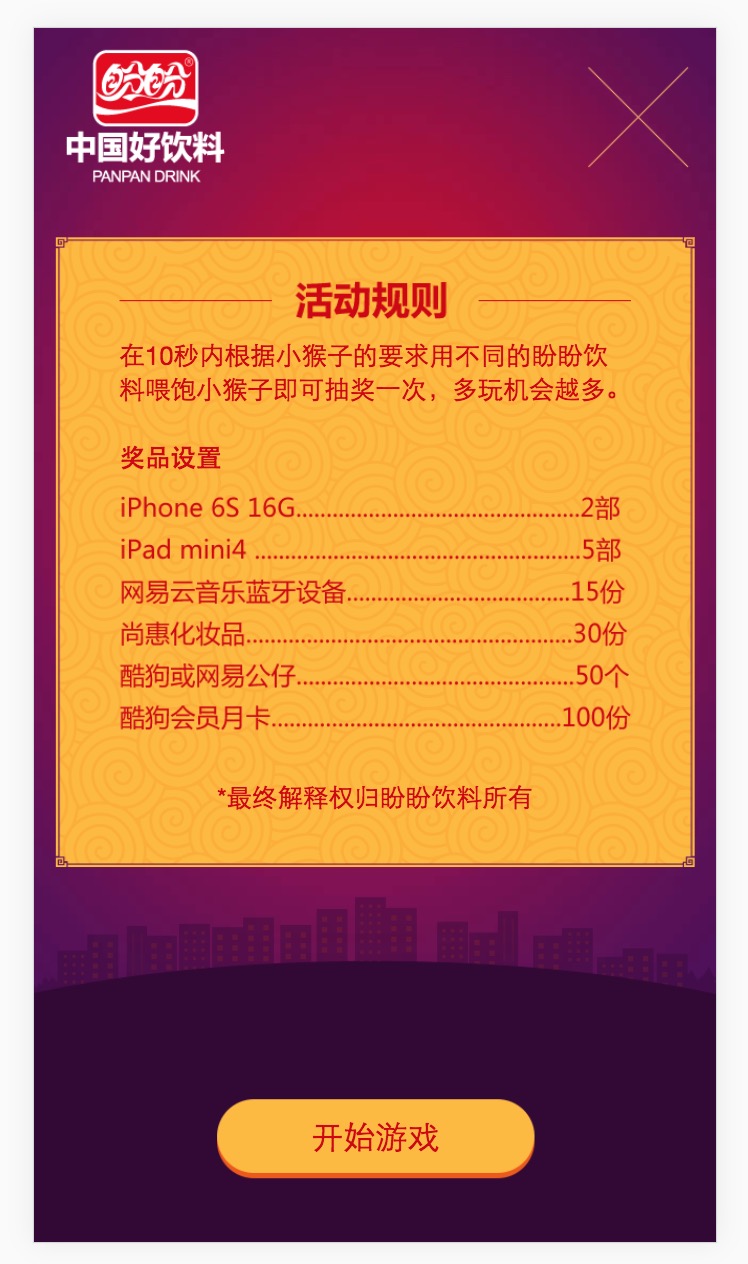 盼盼®
中国好饮料
PANPAN DRINK
活动规则
在10秒内根据小猴子的要求用不同的盼盼饮
料喂饱小猴子即可抽奖一次，多玩机会越多。
奖品设置
iPhone 6S 16G...............................................2部
iPad mini4 ...........................................................5部
网易云音乐蓝牙设备.....................................15份
尚惠化妆品......................................................30份
酷狗或网易公仔..............................................50个
酷狗会员月卡................................................100份
*最终解释权归盼盼饮料所有
开始游戏